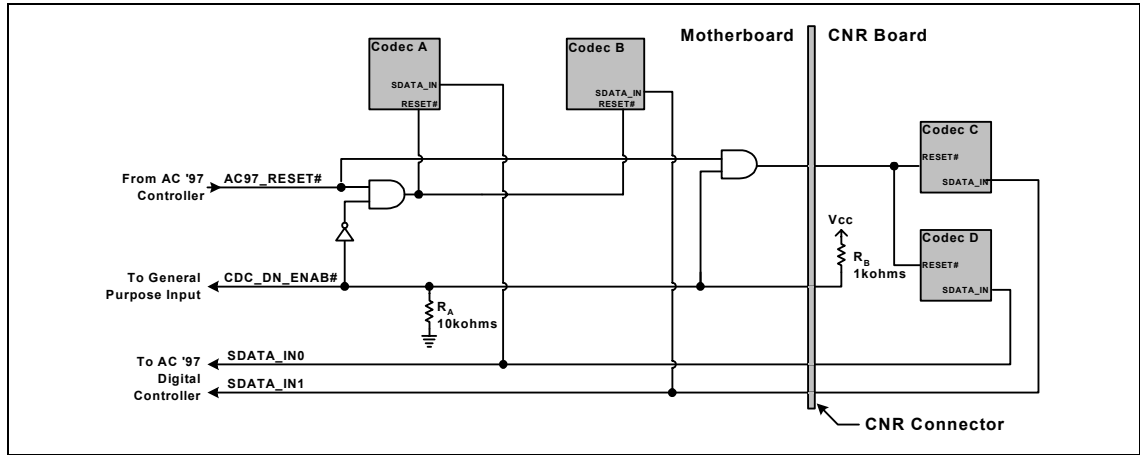 Motherboard
CNR Board
Codec A
SDATA_IN
RESET#
Codec B
SDATA_IN
RESET#
Codec C
RESET#
SDATA_IN
From AC '97
Controller
AC97_RESET#
Vcc
R_B
1kohms
Codec D
RESET#
SDATA_IN
To General
Purpose Input
CDC_DN_ENAB#
R_A
10kohms
To AC '97
Digital
Controller
SDATA_IN0
SDATA_IN1
CNR Connector